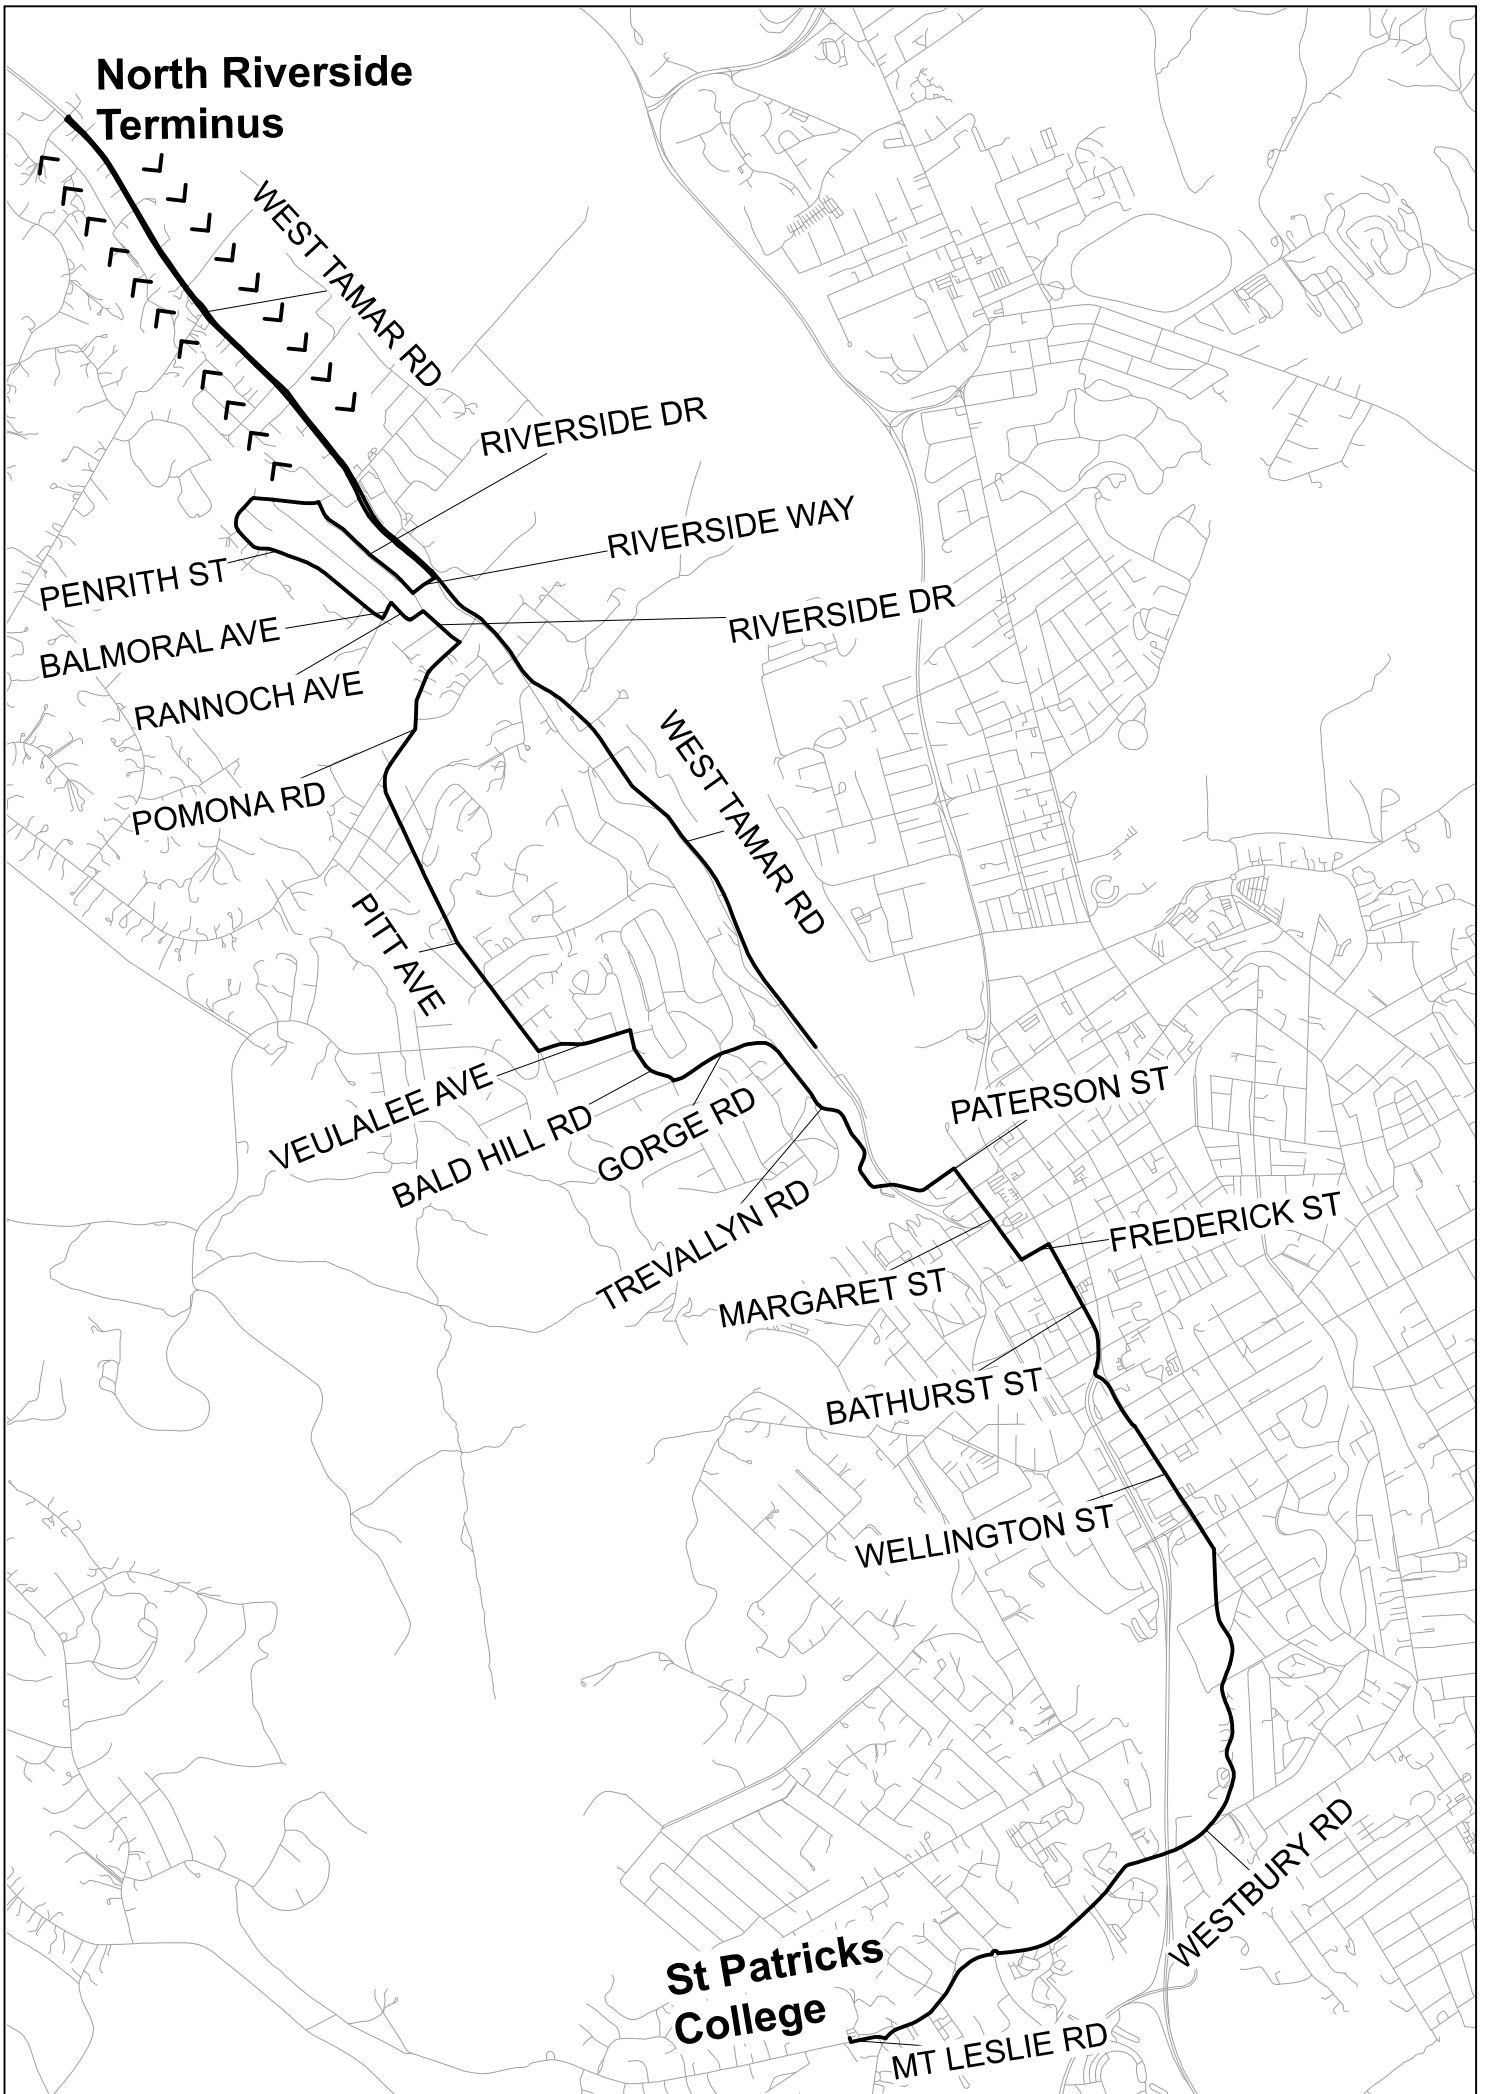 North Riverside
Terminus
WEST TAMAR RD
RIVERSIDE DR
RIVERSIDE WAY
PENRITH ST
RIVERSIDE DR
BALMORAL AVE
RANNOCH AVE
WEST TAMAR RD
POMONA RD
PITT AVE
VEULALEE AVE
PATERSON ST
BALD HILL RD
GORGE RD
TREVALLYN RD
FREDERICK ST
MARGARET ST
BATHURST ST
WELLINGTON ST
WESTBURY RD
St Patricks
College
MT LESLIE RD